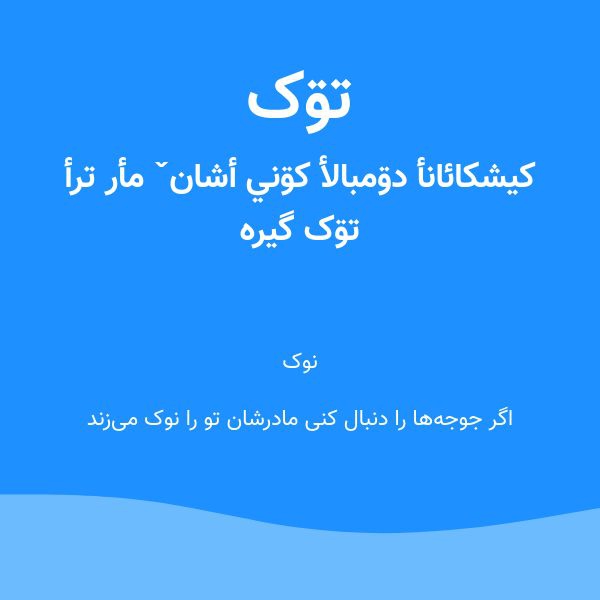 تۊک
کيشکائانأ دۊمبالأ کۊني أشانˇ مأر ترأ
تۊک گيره
نوک
اگر جوجه‌ها را دنبال کنی مادرشان تو را نوک می‌زند